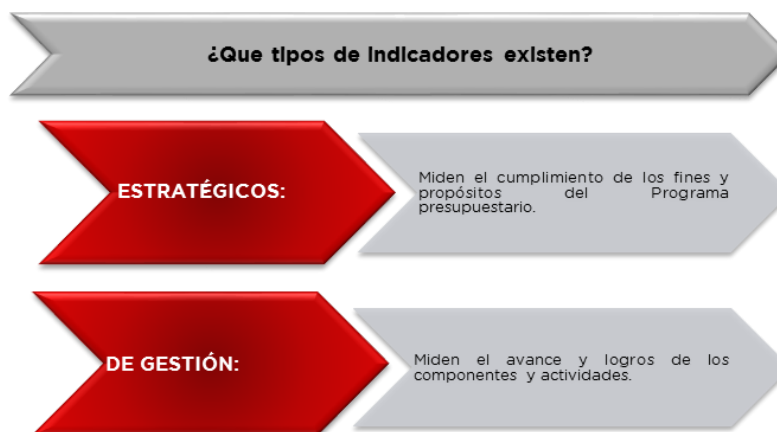 ¿Que tipos de indicadores existen?
ESTRATÉGICOS:
Miden el cumplimiento de los fines y
propósitos del Programa
presupuestario.
DE GESTIÓN:
Miden el avance y logros de los
componentes y actividades.